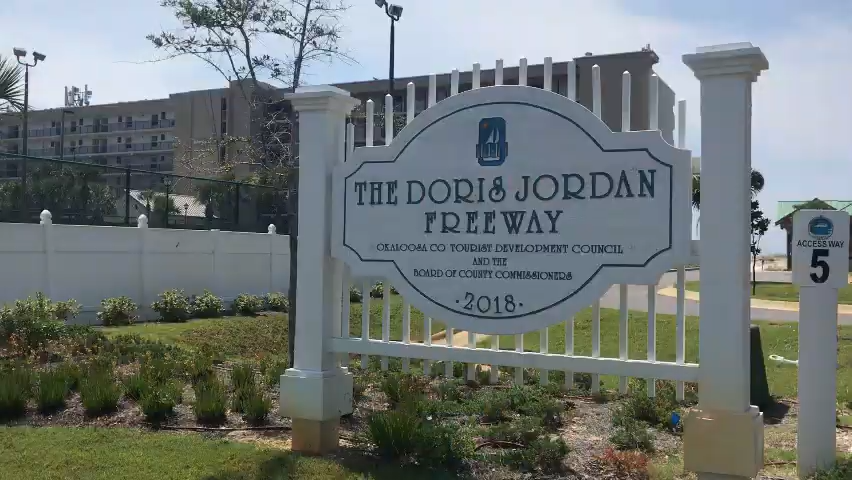 THE DORIS JORDAN
FREEWAY
OKALOOSA CO TOURIST DEVELOPMENT COUNCIL
AND THE
BOARD OF COUNTY COMMISSIONERS
·2018·
ACCESS WAY
5